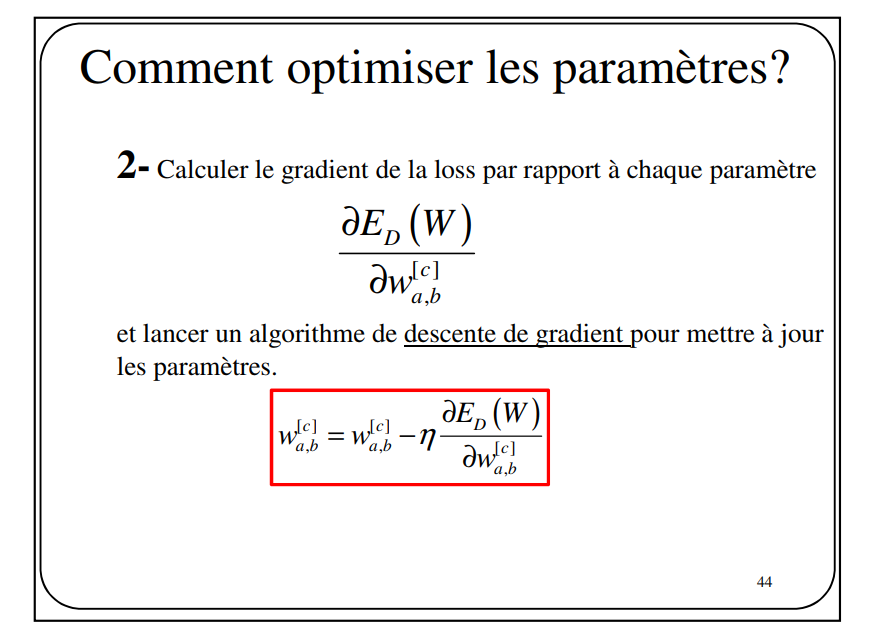 Comment optimiser les paramètres?
2- Calculer le gradient de la loss par rapport à chaque paramètre
∂E_D(W) / ∂w_{a,b}^{[c]}
et lancer un algorithme de descente de gradient pour mettre à jour
les paramètres.
w_{a,b}^{[c]} = w_{a,b}^{[c]} − η ∂E_D(W) / ∂w_{a,b}^{[c]}
44